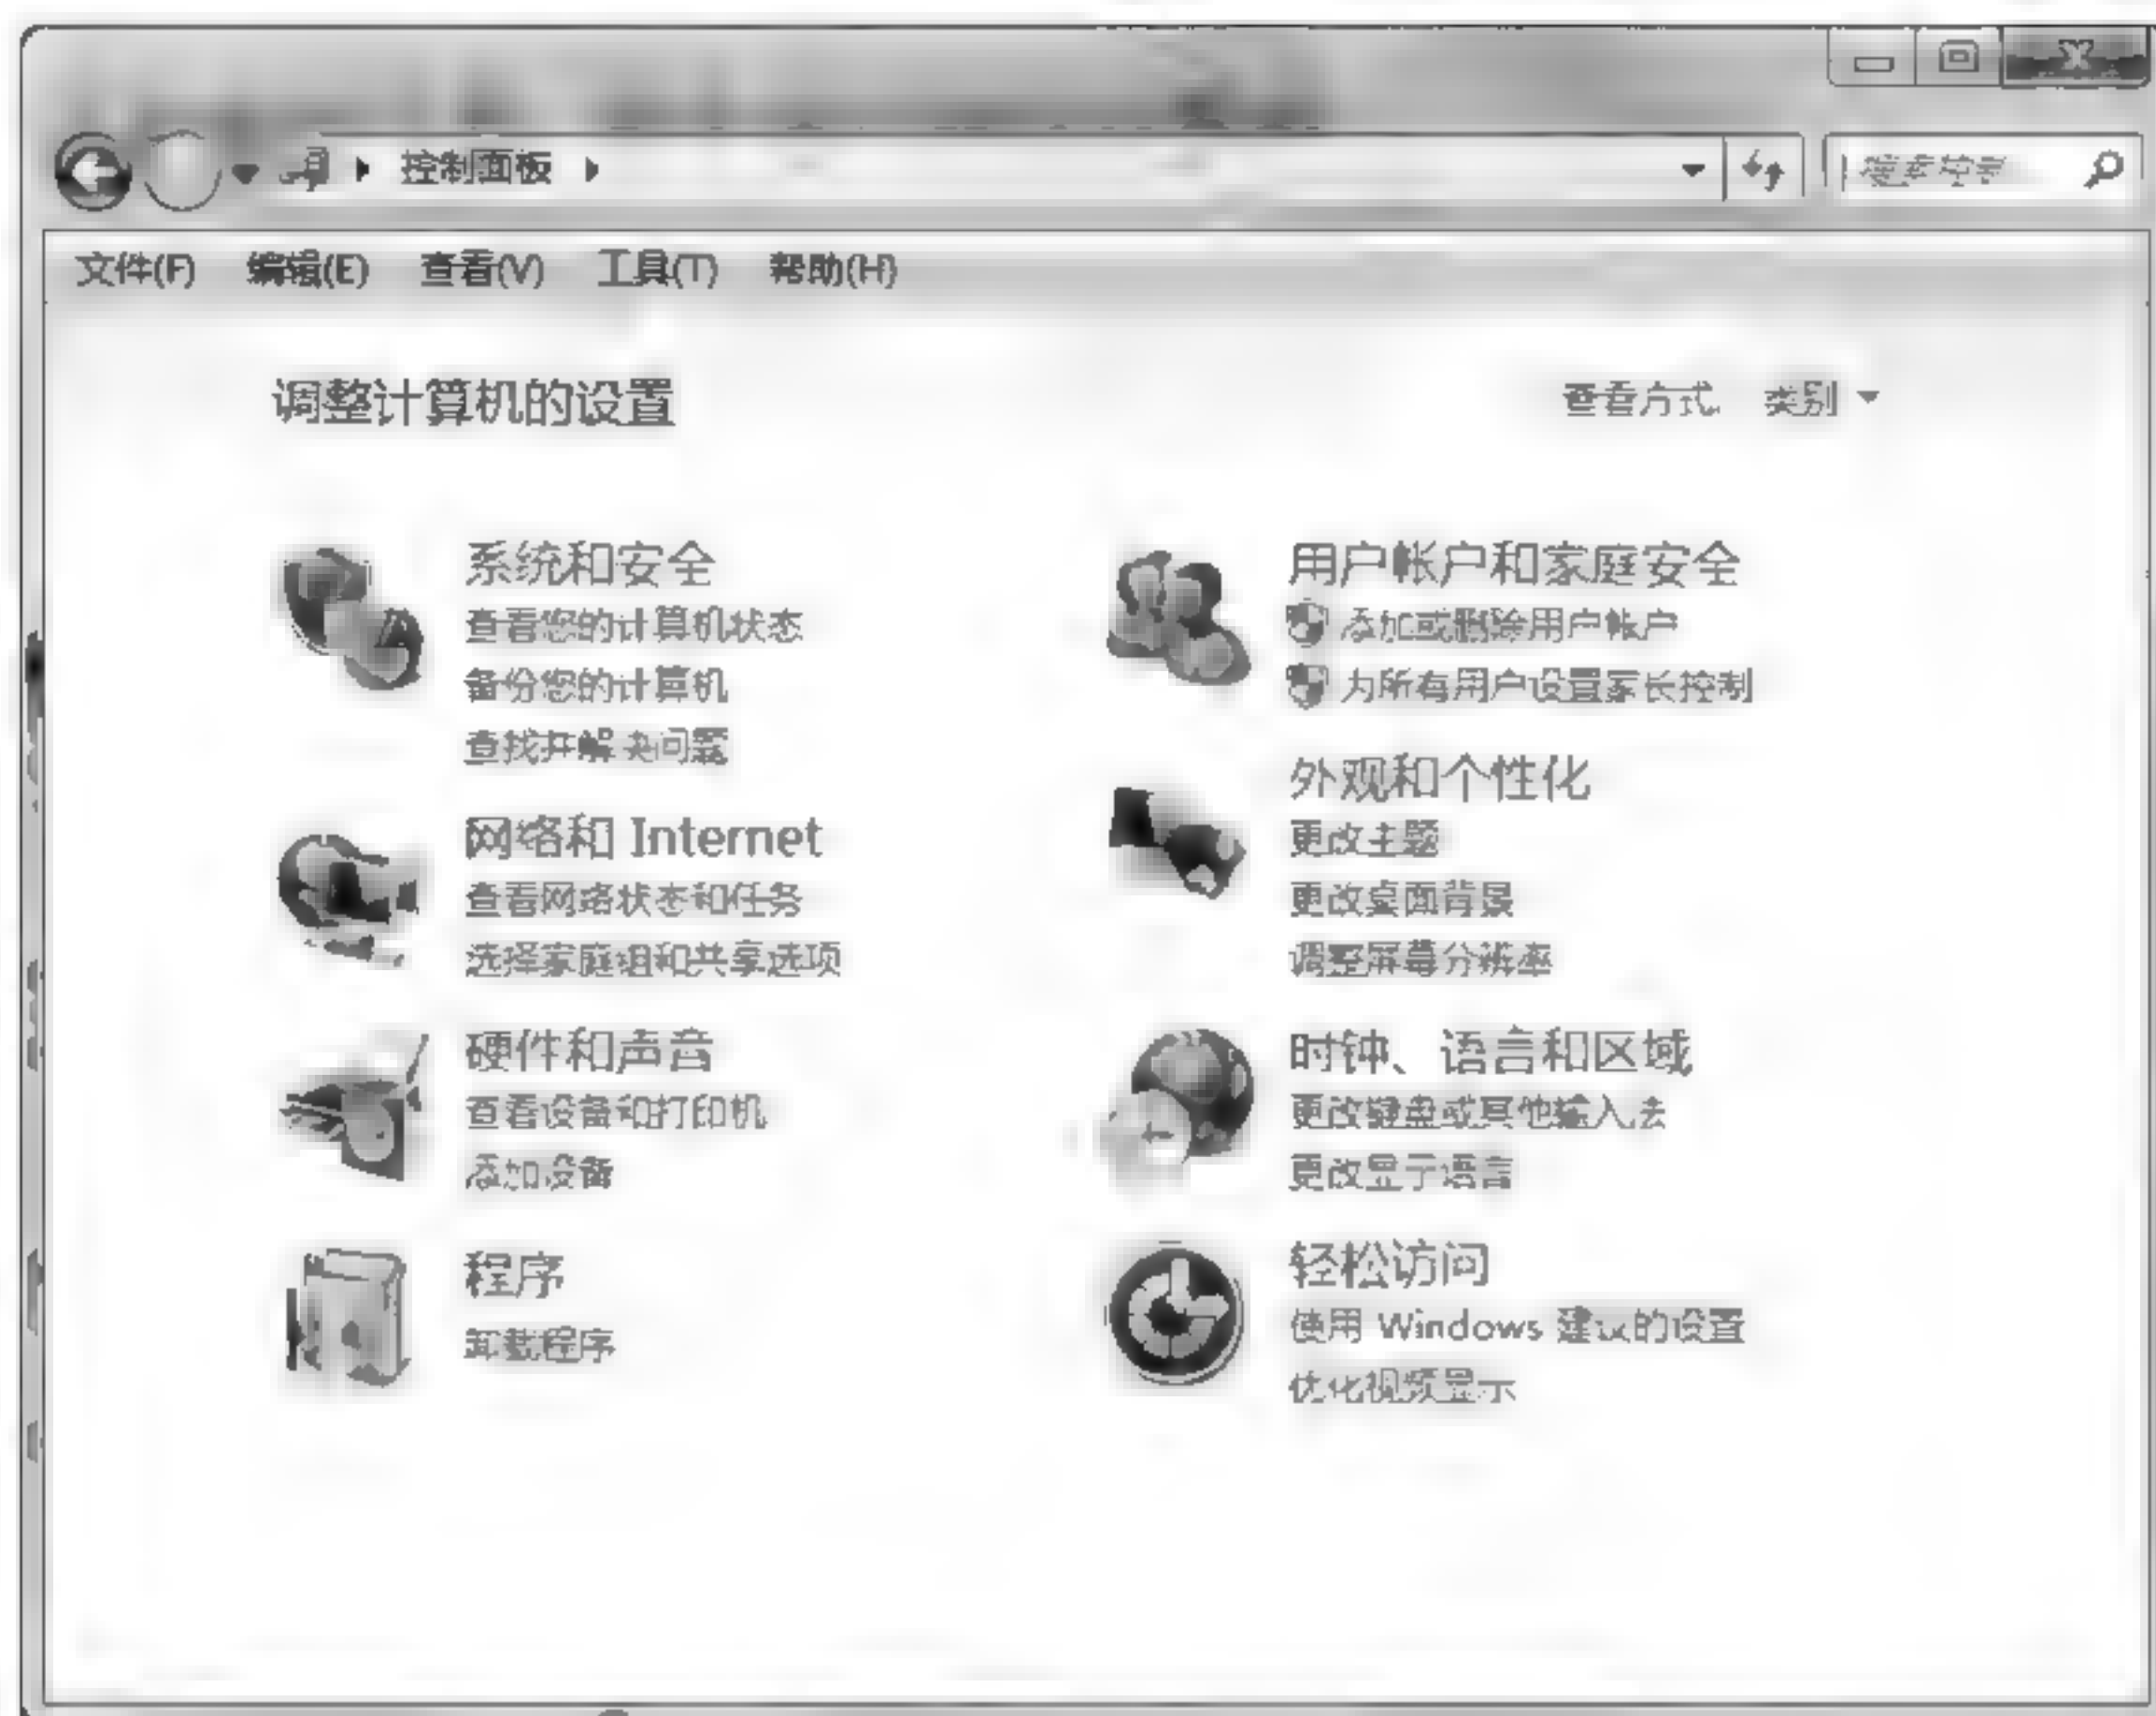 控制面板
搜索控制
文件(F) 编辑(E) 查看(V) 工具(T) 帮助(H)
调整计算机的设置
查看方式: 类别
系统和安全
查看您的计算机状态
备份您的计算机
查找并解决问题
网络和 Internet
查看网络状态和任务
选择家庭组和共享选项
硬件和声音
查看设备和打印机
添加设备
程序
卸载程序
用户帐户和家庭安全
添加或删除用户帐户
为所有用户设置家长控制
外观和个性化
更改主题
更改桌面背景
调整屏幕分辨率
时钟、语言和区域
更改键盘或其他输入法
更改显示语言
轻松访问
使用 Windows 建议的设置
优化视频显示